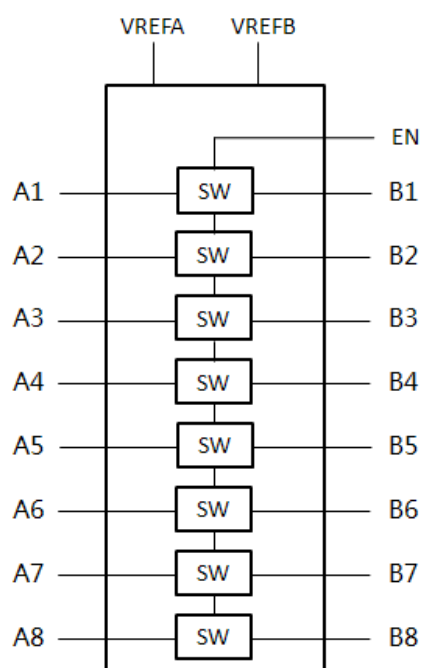 VREFA VREFB
EN
A1 SW B1
A2 SW B2
A3 SW B3
A4 SW B4
A5 SW B5
A6 SW B6
A7 SW B7
A8 SW B8